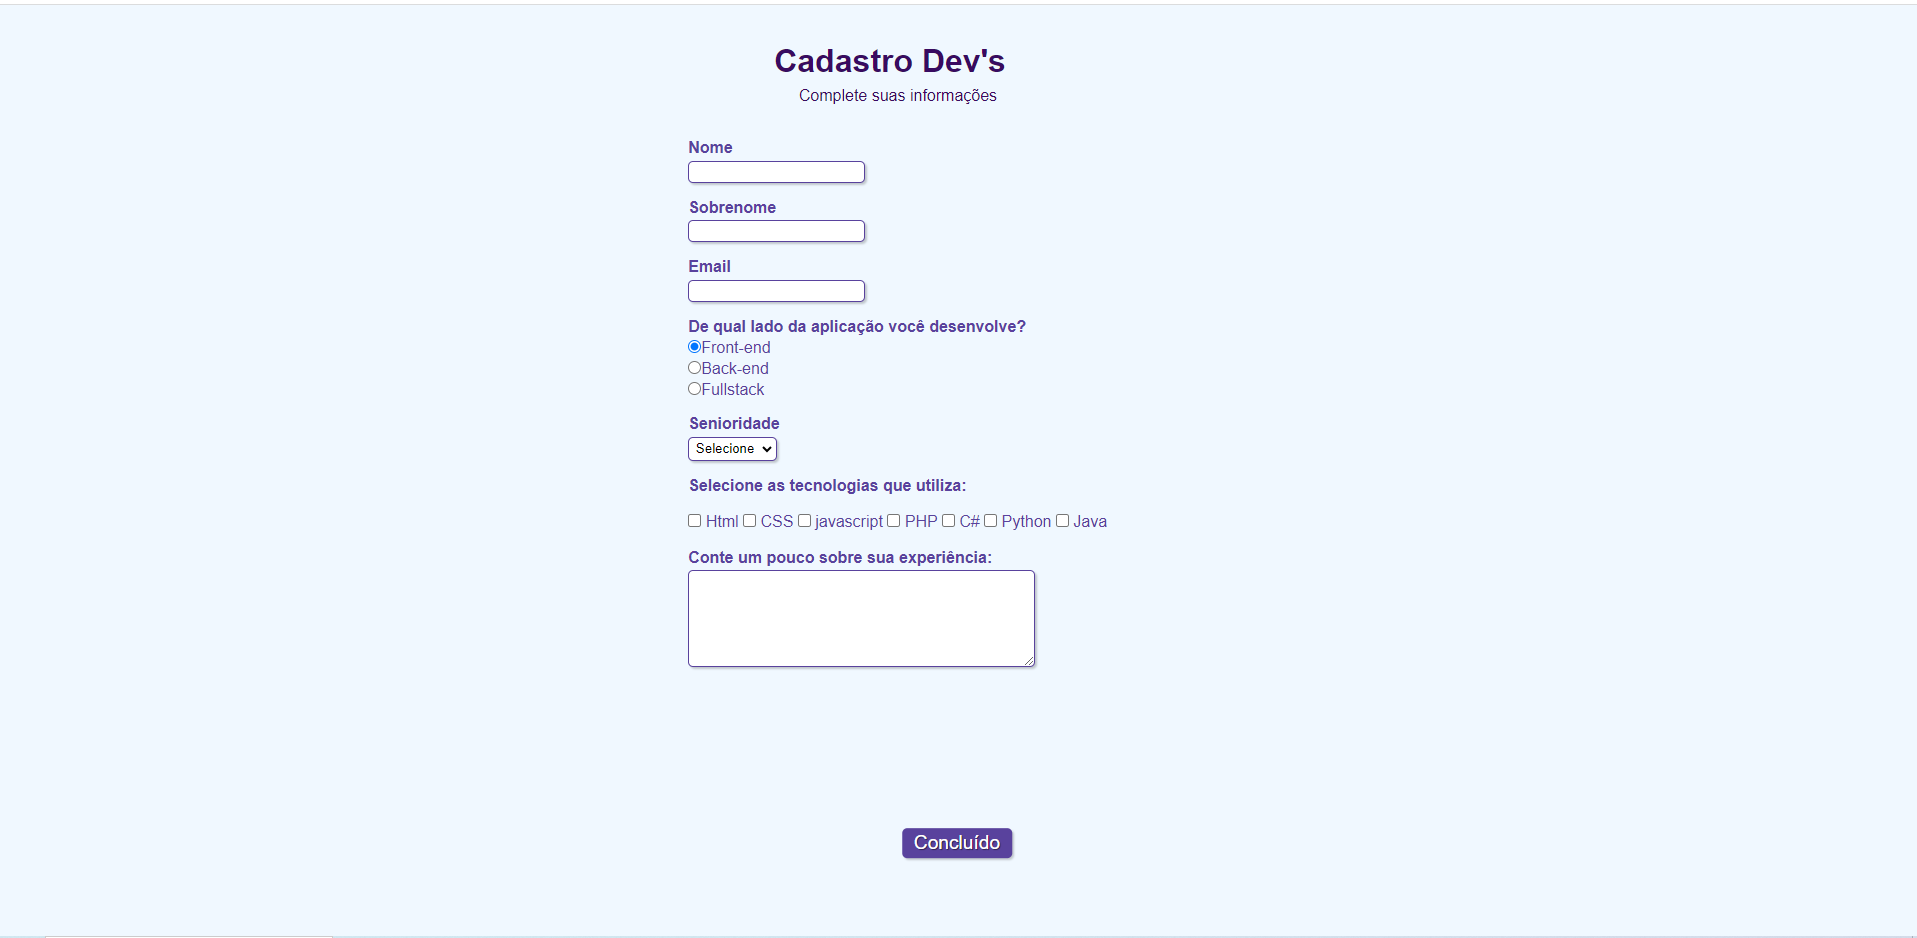 Cadastro Dev's
Complete suas informações
Nome
Sobrenome
Email
De qual lado da aplicação você desenvolve?
Front-end
Back-end
Fullstack
Senioridade
Selecione
Selecione as tecnologias que utiliza:
Html CSS javascript PHP C# Python Java
Conte um pouco sobre sua experiência:
Concluído